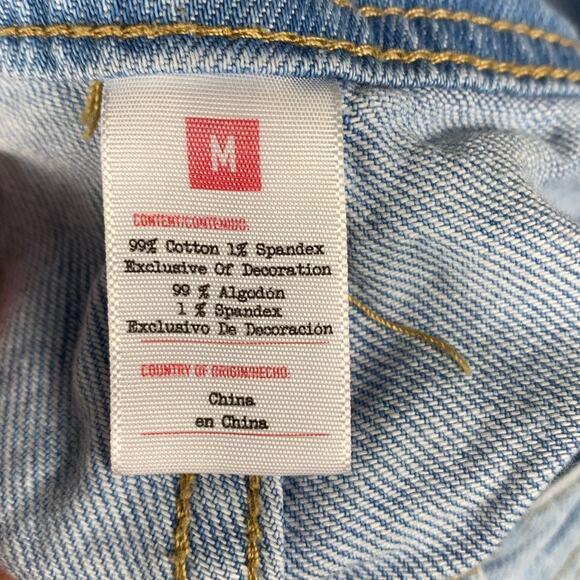 M
CONTENT/CONTENIDO:
99% Cotton 1% Spandex
Exclusive Of Decoration
99 % Algodón
1 % Spandex
Exclusivo De Decoración
COUNTRY OF ORIGIN/HECHO:
China
en China